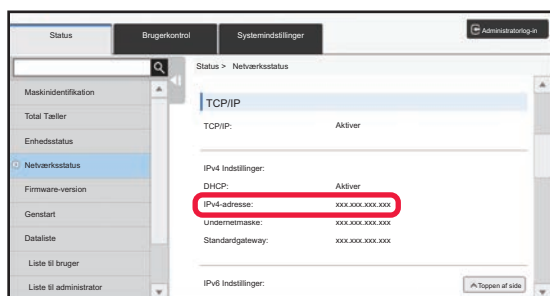 Status
Brugerkontrol
Systemindstillinger
Administratorlog-in
Status > Netværksstatus
Maskinidentifikation
Total Tæller
Enhedsstatus
Netværksstatus
Firmware-version
Genstart
Dataliste
Liste til bruger
Liste til administrator
TCP/IP
TCP/IP: Aktiver
IPv4 Indstillinger:
DHCP: Aktiver
IPv4-adresse: xxx.xxx.xxx.xxx
Undernetmaske: xxx.xxx.xxx.xxx
Standardgateway: xxx.xxx.xxx.xxx
IPv6 Indstillinger:
Toppen af side